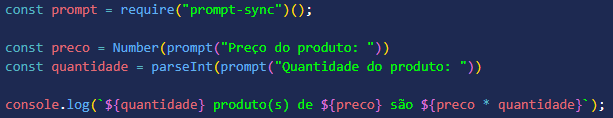 const prompt = require("prompt-sync")();
const preco = Number(prompt("Preço do produto: "))
const quantidade = parseInt(prompt("Quantidade do produto: "))
console.log(`${quantidade} produto(s) de ${preco} são ${preco * quantidade}`);